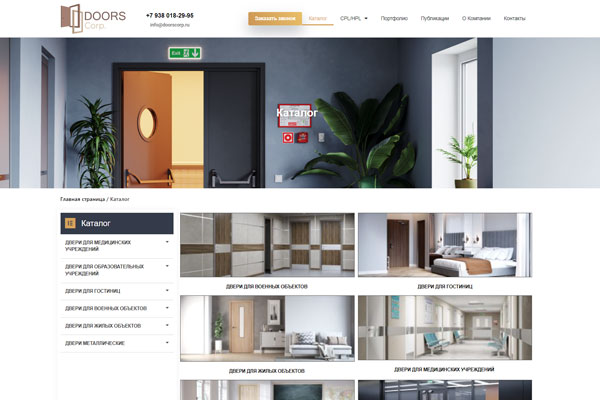 DOORS
Corp.
+7 938 018-29-95
info@doorscorp.ru
Заказать звонок
Каталог
CPL/HPL
Портфолио
Публикации
О Компании
Контакты
Exit
Каталог
Главная страница / Каталог
Каталог
ДВЕРИ ДЛЯ МЕДИЦИНСКИХ
УЧРЕЖДЕНИЙ
ДВЕРИ ДЛЯ ОБРАЗОВАТЕЛЬНЫХ
УЧРЕЖДЕНИЙ
ДВЕРИ ДЛЯ ГОСТИНИЦ
ДВЕРИ ДЛЯ ВОЕННЫХ ОБЪЕКТОВ
ДВЕРИ ДЛЯ ЖИЛЫХ ОБЪЕКТОВ
ДВЕРИ МЕТАЛЛИЧЕСКИЕ
ДВЕРИ ДЛЯ ВОЕННЫХ ОБЪЕКТОВ
ДВЕРИ ДЛЯ ГОСТИНИЦ
ДВЕРИ ДЛЯ ЖИЛЫХ ОБЪЕКТОВ
ДВЕРИ ДЛЯ МЕДИЦИНСКИХ УЧРЕЖДЕНИЙ